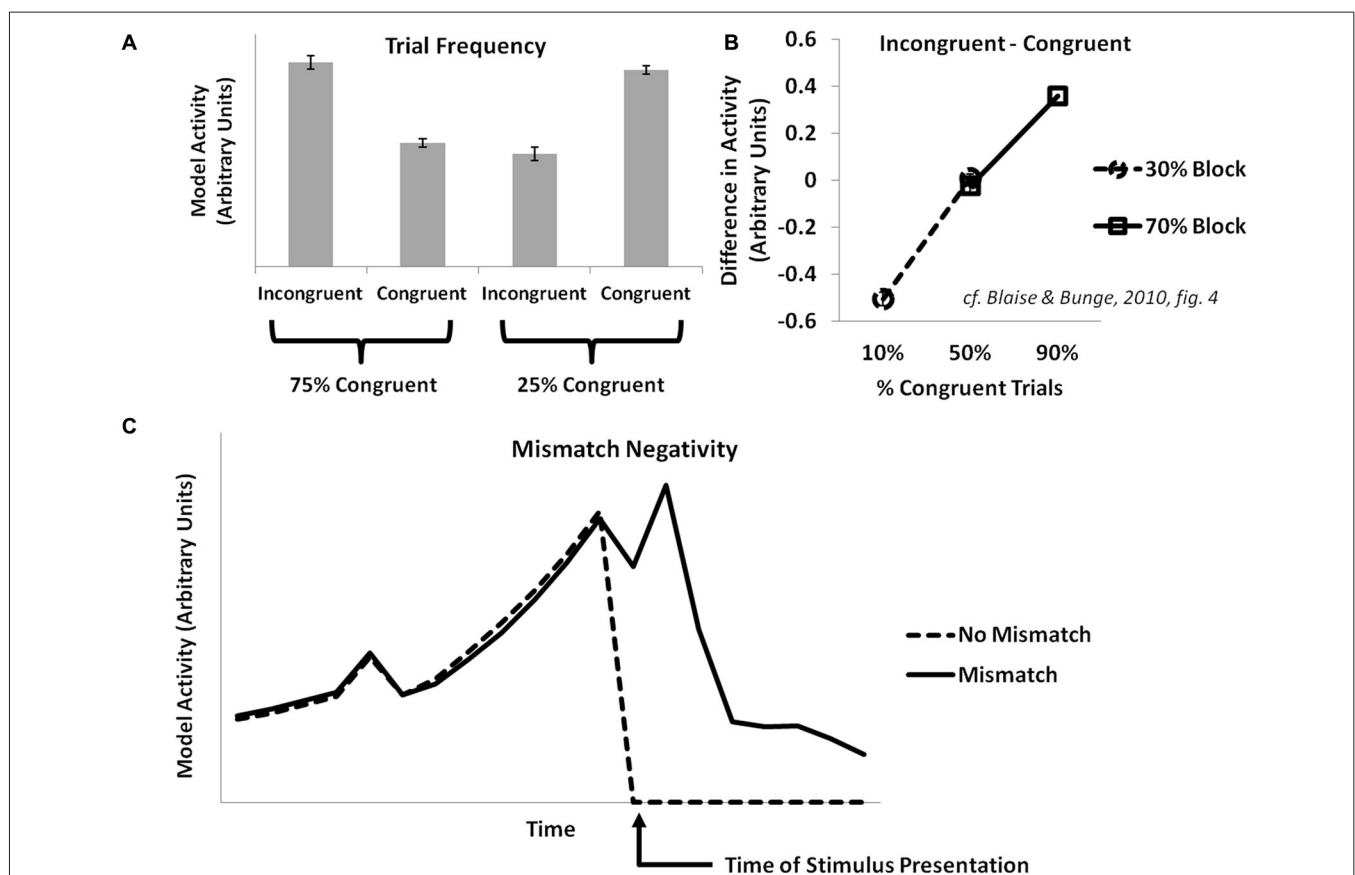 A
Trial Frequency
Model Activity
(Arbitrary Units)
Incongruent Congruent Incongruent Congruent
75% Congruent 25% Congruent
B
Incongruent - Congruent
Difference in Activity
(Arbitrary Units)
0.6
0.4
0.2
0
-0.2
-0.4
-0.6
30% Block
70% Block
cf. Blaise & Bunge, 2010, fig. 4
10% 50% 90%
% Congruent Trials
C
Mismatch Negativity
Model Activity (Arbitrary Units)
No Mismatch
Mismatch
Time
Time of Stimulus Presentation